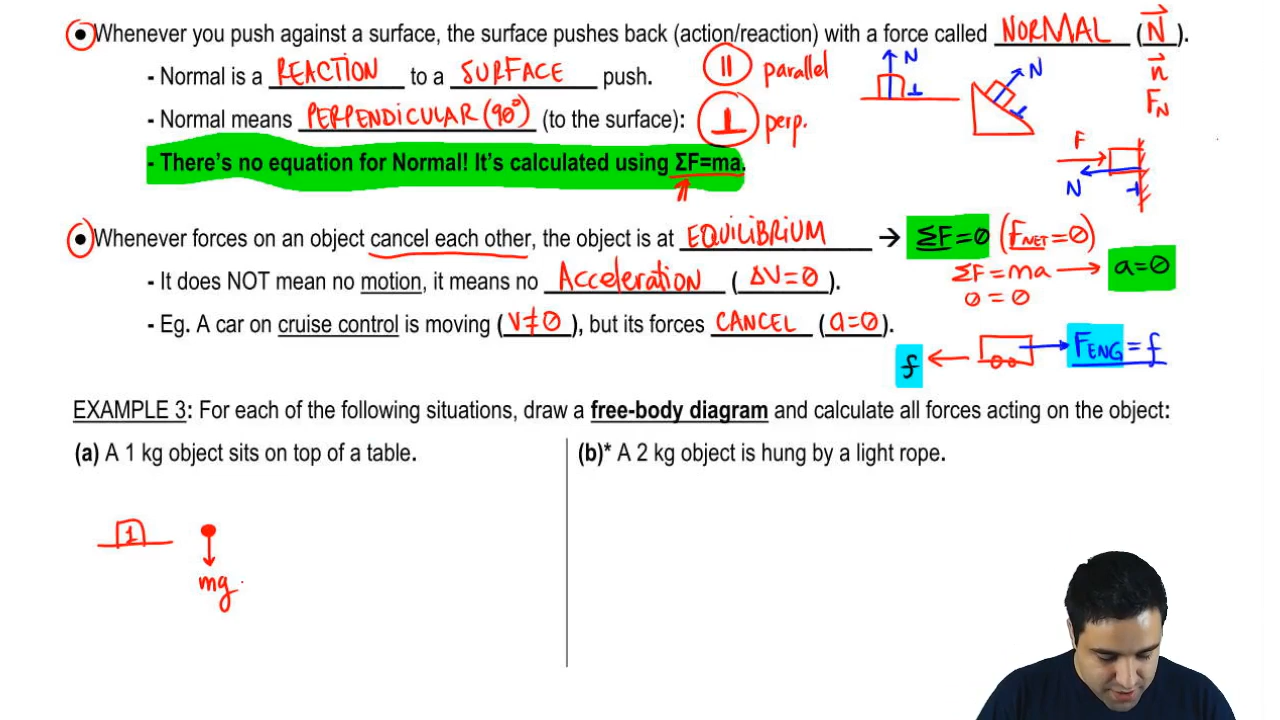 • Whenever you push against a surface, the surface pushes back (action/reaction) with a force called NORMAL (N).
n
F_N
- Normal is a REACTION to a SURFACE push. || parallel
- Normal means PERPENDICULAR (90°) (to the surface): ⊥ perp.
- There's no equation for Normal! It's calculated using ΣF=ma.
N
⊥
N
⊥
F
N
⊥
• Whenever forces on an object cancel each other, the object is at EQUILIBRIUM → ΣF=0 (F_NET=0)
ΣF=ma → a=0
0=0
- It does NOT mean no motion, it means no Acceleration (ΔV=0).
- Eg. A car on cruise control is moving (V≠0), but its forces CANCEL (a=0).
f F_ENG = f
EXAMPLE 3: For each of the following situations, draw a free-body diagram and calculate all forces acting on the object:
(a) A 1 kg object sits on top of a table.
1
mg
(b)* A 2 kg object is hung by a light rope.